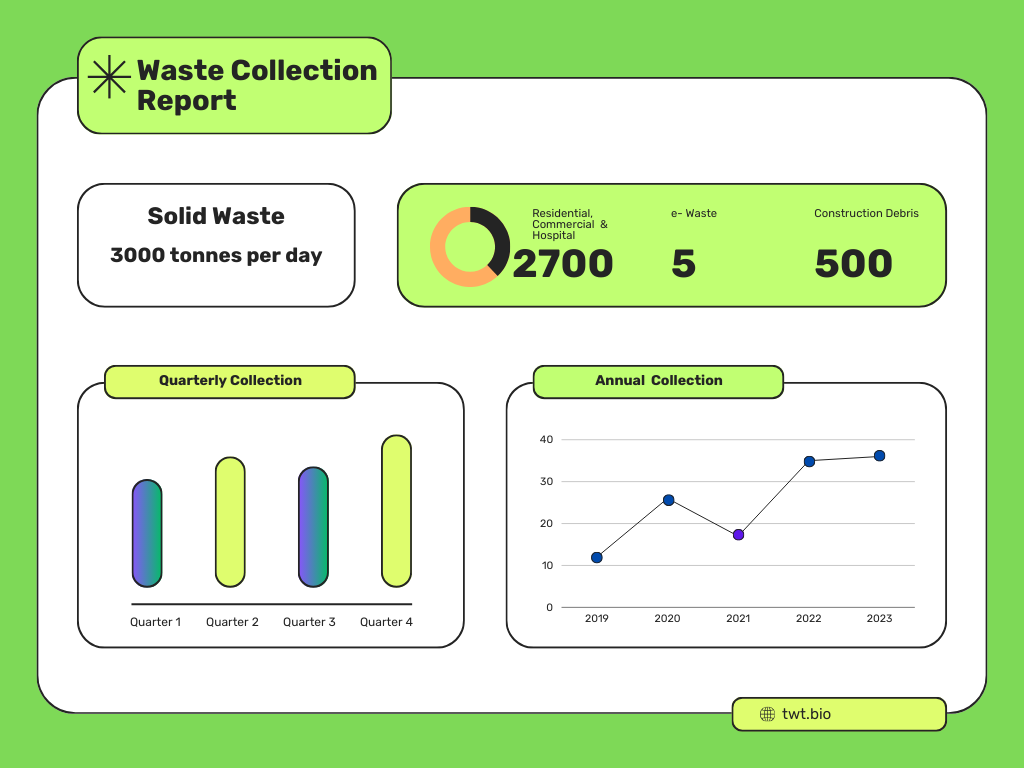 Waste Collection
Report
Solid Waste
3000 tonnes per day
Residential,
Commercial &
Hospital
2700
e- Waste
5
Construction Debris
500
Quarterly Collection
Quarter 1 Quarter 2 Quarter 3 Quarter 4
Annual Collection
40
30
20
10
0
2019 2020 2021 2022 2023
twt.bio